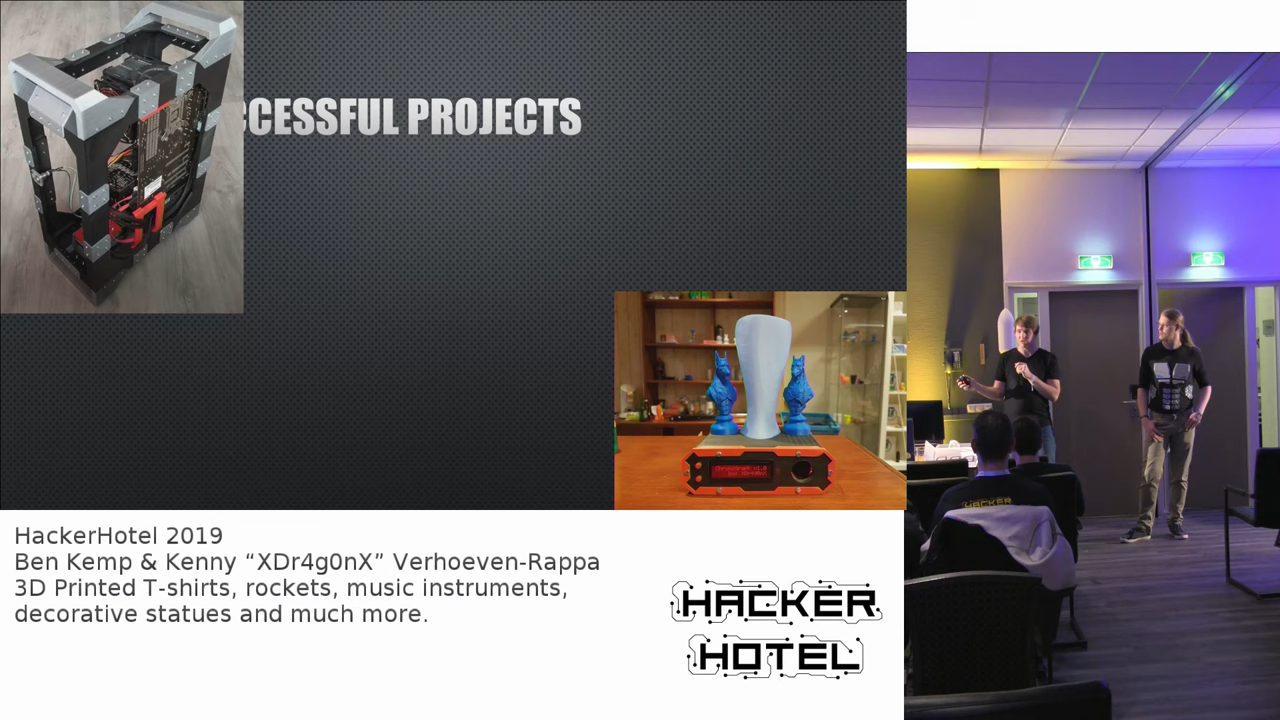 CCESSFUL PROJECTS
HackerHotel 2019
Ben Kemp & Kenny “XDr4g0nX” Verhoeven-Rappa
3D Printed T-shirts, rockets, music instruments,
decorative statues and much more.
HACKER
HOTEL
HACKER